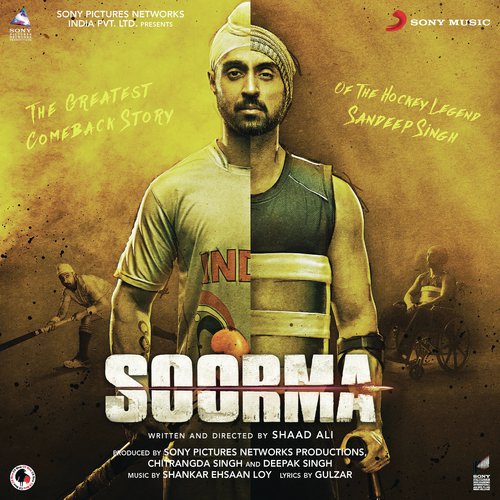 SONY PICTURES NETWORKS
INDIA PVT. LTD. PRESENTS
SONY MUSIC
THE GREATEST
COMEBACK STORY
OF THE HOCKEY LEGEND
SANDEEP SINGH
IND
SOORMA
WRITTEN AND DIRECTED BY SHAAD ALI
PRODUCED BY SONY PICTURES NETWORKS PRODUCTIONS,
CHITRANGDA SINGH AND DEEPAK SINGH
MUSIC BY SHANKAR EHSAAN LOY LYRICS BY GULZAR